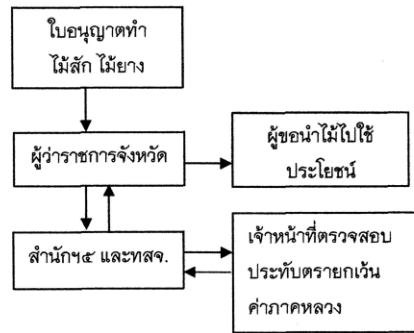 ใบอนุญาตทำ
ไม้สัก ไม้ยาง
ผู้ว่าราชการจังหวัด
ผู้ขอนำไม้ไปใช้
ประโยชน์
สำนักฯ๕ และทสจ.
เจ้าหน้าที่ตรวจสอบ
ประทับตรายกเว้น
ค่าภาคหลวง